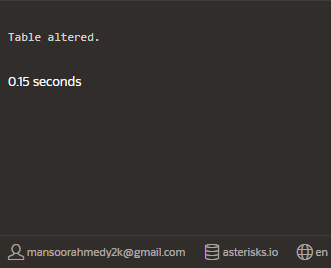 Table altered.
0.15 seconds
mansoorahmedy2k@gmail.com asterisks.io en